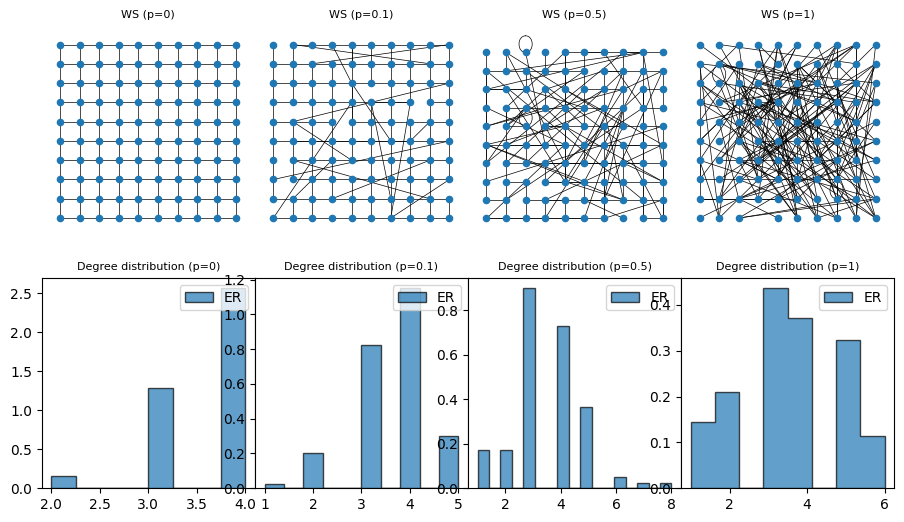 WS (p=0)
WS (p=0.1)
WS (p=0.5)
WS (p=1)
Degree distribution (p=0)
Degree distribution (p=0.1)
Degree distribution (p=0.5)
Degree distribution (p=1)
ER
ER
ER
ER
2.5
2.0
1.5
1.0
0.5
0.0
2.0 2.5 3.0 3.5 4.0
1.2
1.0
0.8
0.6
0.4
0.2
0.0
1 2 3 4 5
0.8
0.6
0.4
0.2
0.0
2 4 6 8
0.4
0.3
0.2
0.1
0.0
2 4 6